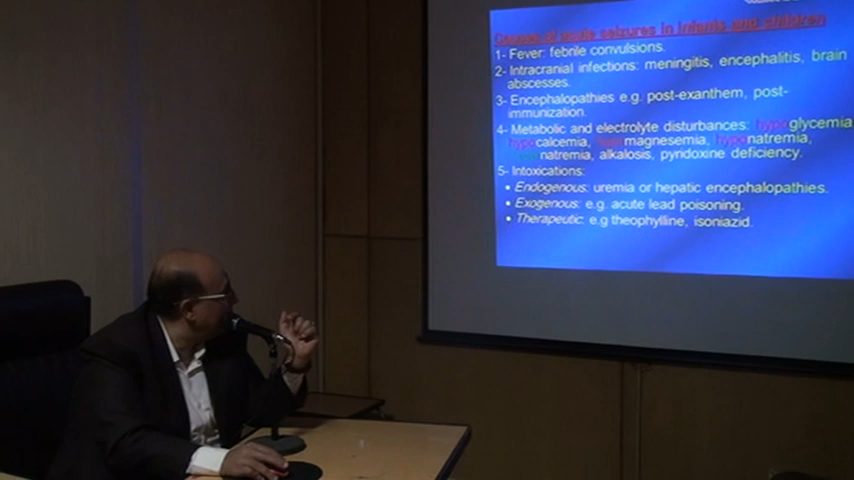 Causes of acute seizures in infants and children
1- Fever: febrile convulsions.
2- Intracranial infections: meningitis, encephalitis, brain
abscesses.
3- Encephalopathies e.g. post-exanthem, post-
immunization.
4- Metabolic and electrolyte disturbances: hypoglycemia
hypocalcemia, magnesemia, hyponatremia,
natremia, alkalosis, pyridoxine deficiency.
5- Intoxications:
• Endogenous: uremia or hepatic encephalopathies.
• Exogenous: e.g. acute lead poisoning.
• Therapeutic: e.g theophylline, isoniazid.